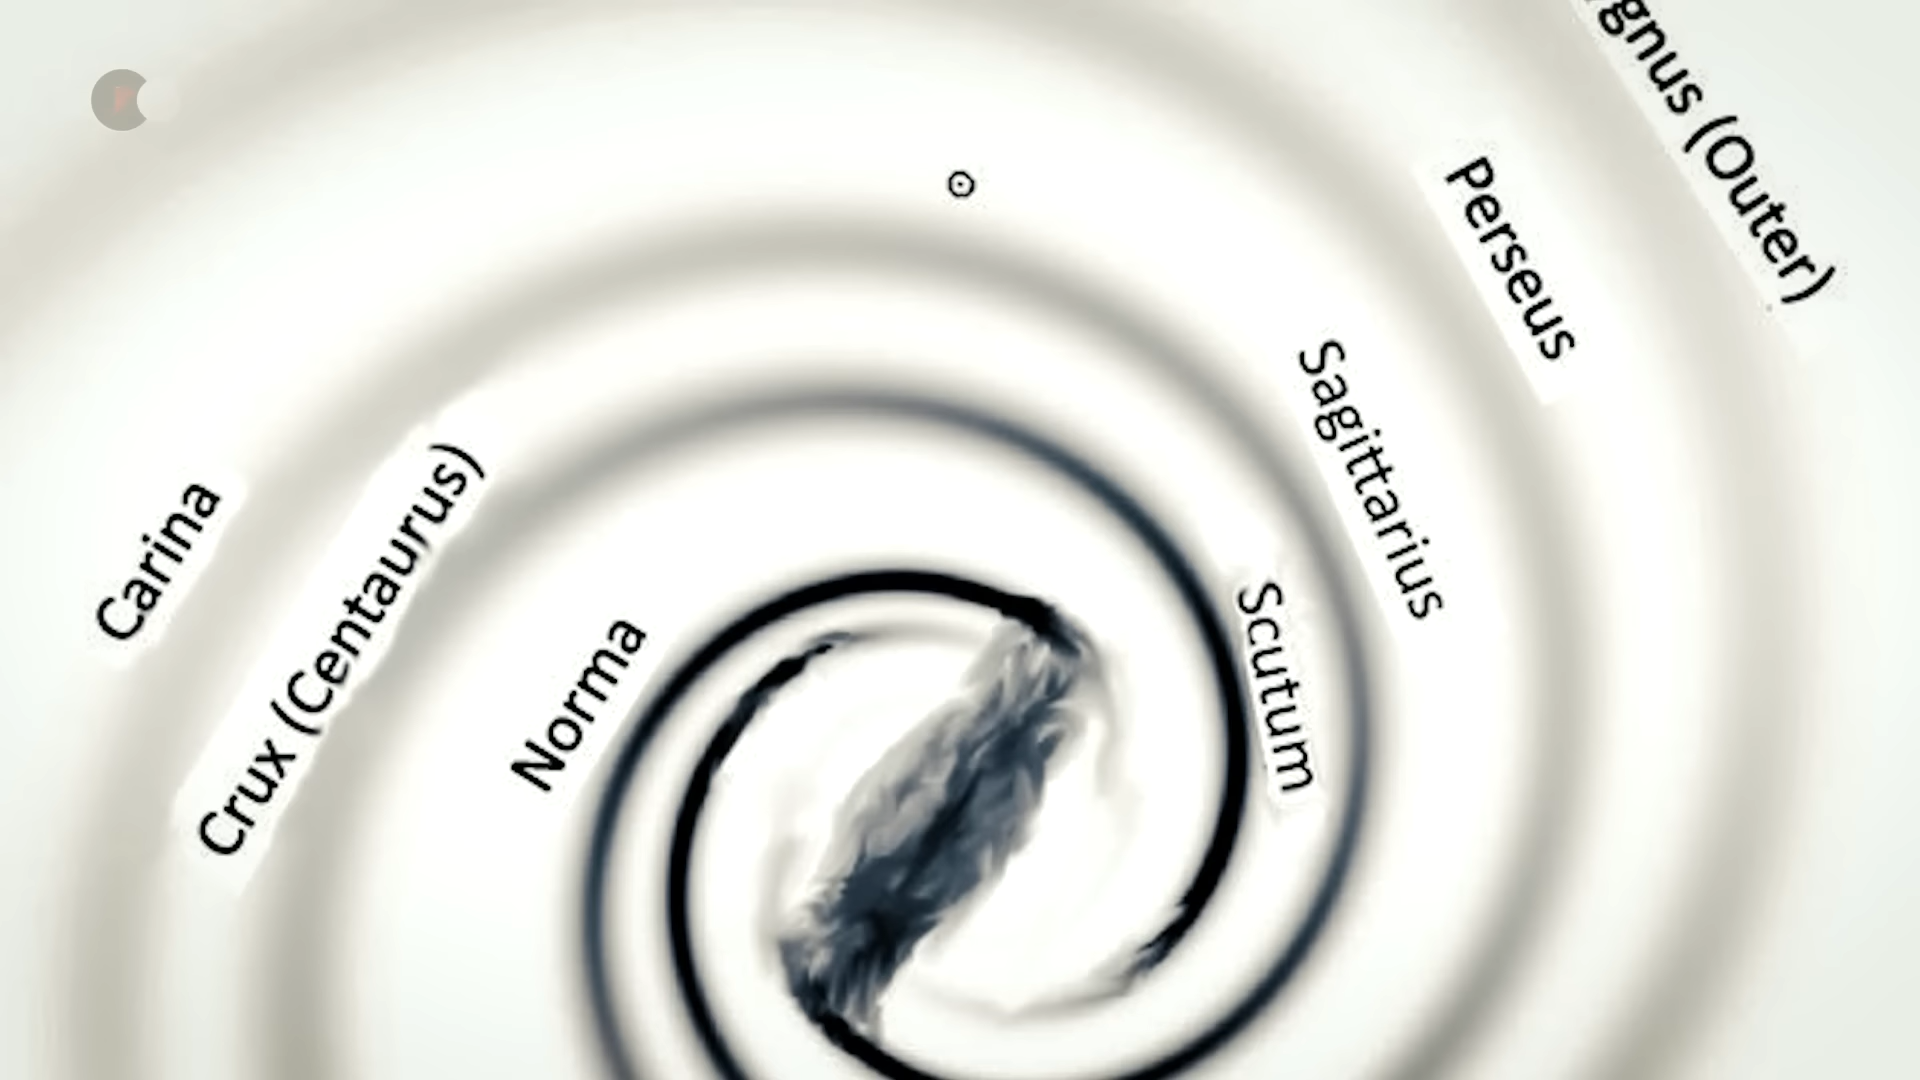 gnus (Outer)
Perseus
Sagittarius
Scutum
Carina
Crux (Centaurus)
Norma